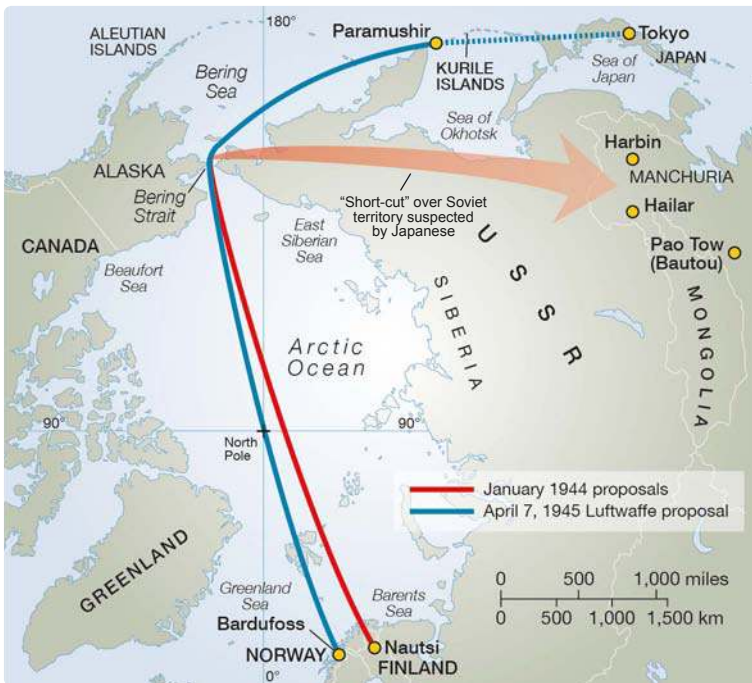 ALEUTIAN
ISLANDS
180°
Paramushir
Tokyo
JAPAN
KURILE
ISLANDS
Sea of
Japan
Bering
Sea
Sea of
Okhotsk
Harbin
MANCHURIA
Hailar
ALASKA
Bering
Strait
“Short-cut” over Soviet
territory suspected
by Japanese
CANADA
Beaufort
Sea
East
Siberian
Sea
USSR
Pao Tow
(Bautou)
SIBERIA
MONGOLIA
Arctic
Ocean
90°
90°
North
Pole
January 1944 proposals
April 7, 1945 Luftwaffe proposal
GREENLAND
0 500 1,000 miles
0 500 1,000 1,500 km
Greenland
Sea
Barents
Sea
Bardufoss
NORWAY
Nautsi
FINLAND
0°